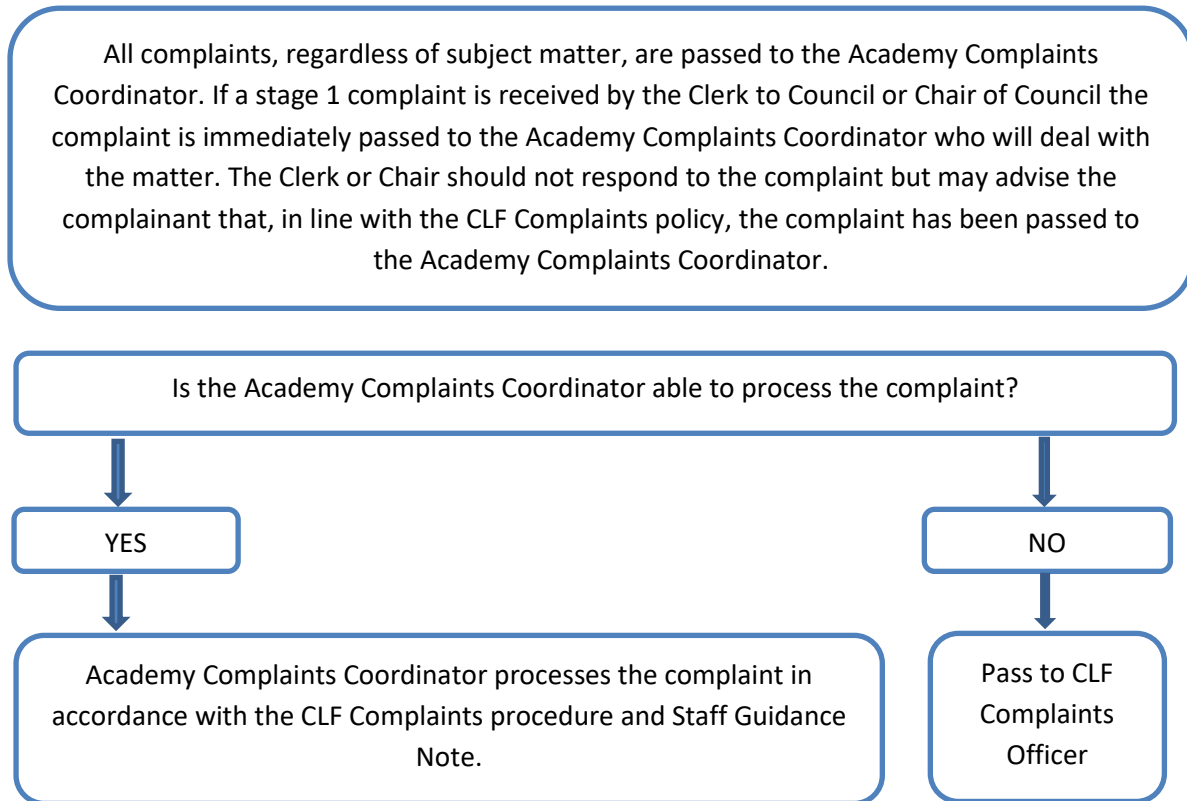 All complaints, regardless of subject matter, are passed to the Academy Complaints
Coordinator. If a stage 1 complaint is received by the Clerk to Council or Chair of Council the
complaint is immediately passed to the Academy Complaints Coordinator who will deal with
the matter. The Clerk or Chair should not respond to the complaint but may advise the
complainant that, in line with the CLF Complaints policy, the complaint has been passed to
the Academy Complaints Coordinator.
Is the Academy Complaints Coordinator able to process the complaint?
YES
NO
Academy Complaints Coordinator processes the complaint in
accordance with the CLF Complaints procedure and Staff Guidance
Note.
Pass to CLF
Complaints
Officer